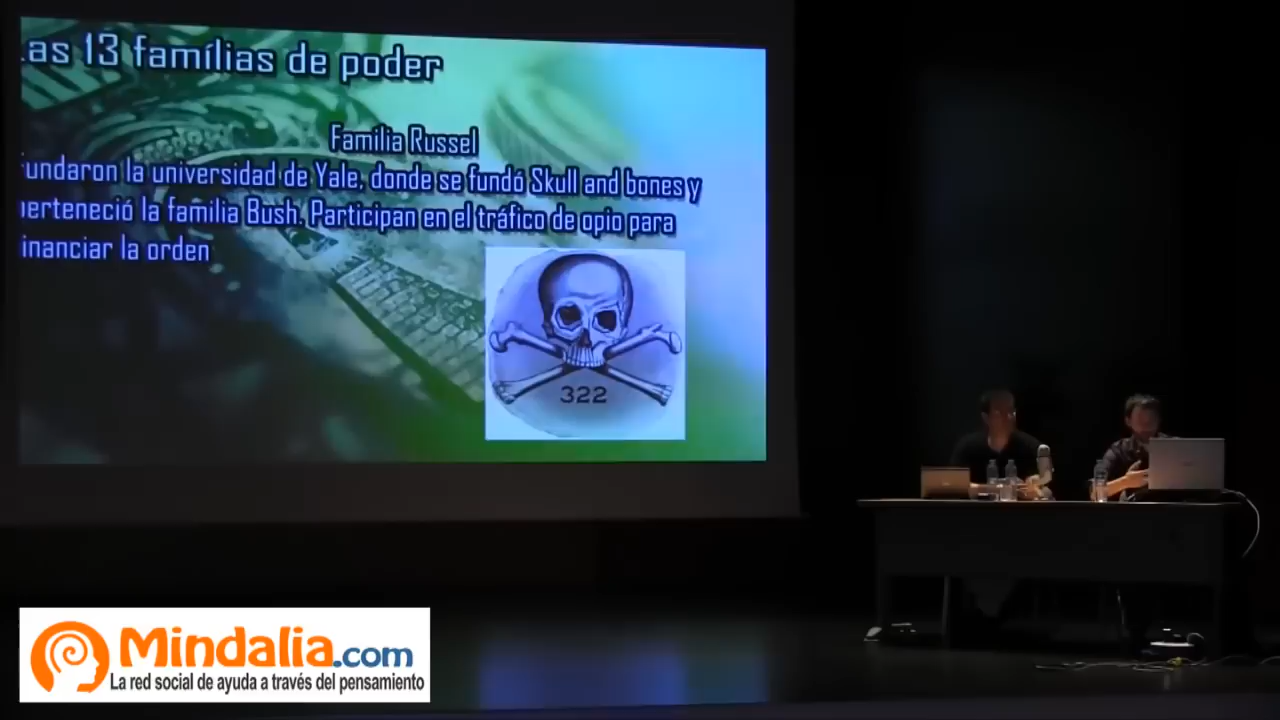 as 13 famílias de poder
Familia Russel
undaron la universidad de Yale, donde se fundó Skull and bones y
perteneció la familia Bush. Participan en el tráfico de opio para
inanciar la orden
322
Mindalia.com
La red social de ayuda a través del pensamiento